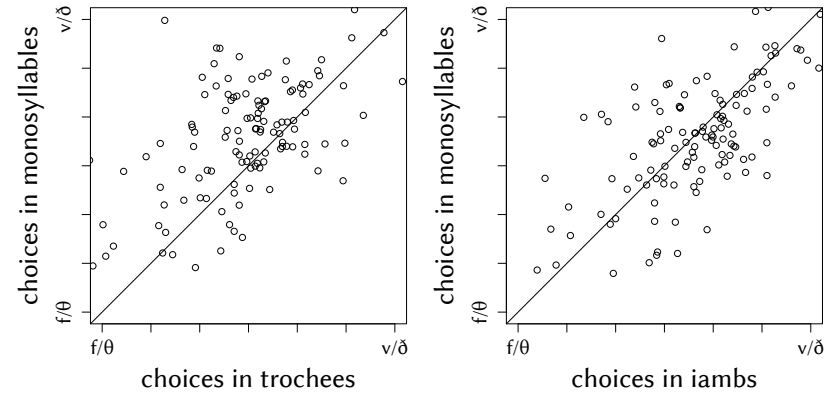 choices in monosyllables
v/ð
f/θ
f/θ
v/ð
choices in trochees
choices in monosyllables
v/ð
f/θ
f/θ
v/ð
choices in iambs